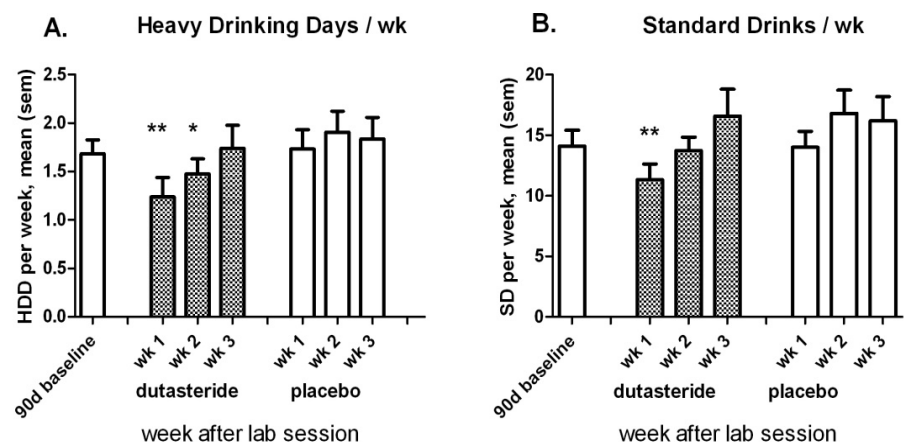 A. Heavy Drinking Days / wk
HDD per week, mean (sem)
2.5
2.0
1.5
1.0
0.5
0.0
** *
90d baseline
wk 1
wk 2
wk 3
wk 1
wk 2
wk 3
dutasteride placebo
week after lab session
B. Standard Drinks / wk
SD per week, mean (sem)
20
15
10
5
0
**
90d baseline
wk 1
wk 2
wk 3
wk 1
wk 2
wk 3
dutasteride placebo
week after lab session